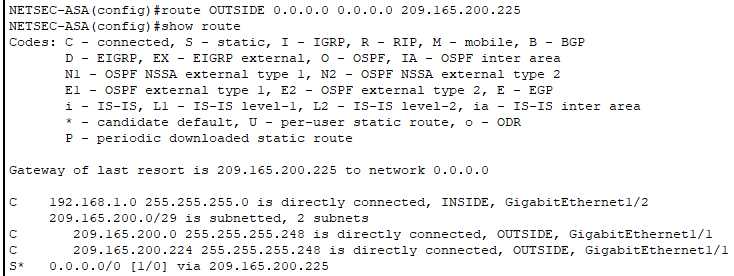 NETSEC-ASA(config)#route OUTSIDE 0.0.0.0 0.0.0.0 209.165.200.225
NETSEC-ASA(config)#show route
Codes: C - connected, S - static, I - IGRP, R - RIP, M - mobile, B - BGP
D - EIGRP, EX - EIGRP external, O - OSPF, IA - OSPF inter area
N1 - OSPF NSSA external type 1, N2 - OSPF NSSA external type 2
E1 - OSPF external type 1, E2 - OSPF external type 2, E - EGP
i - IS-IS, L1 - IS-IS level-1, L2 - IS-IS level-2, ia - IS-IS inter area
* - candidate default, U - per-user static route, o - ODR
P - periodic downloaded static route
Gateway of last resort is 209.165.200.225 to network 0.0.0.0
C 192.168.1.0 255.255.255.0 is directly connected, INSIDE, GigabitEthernet1/2
209.165.200.0/29 is subnetted, 2 subnets
C 209.165.200.0 255.255.255.248 is directly connected, OUTSIDE, GigabitEthernet1/1
C 209.165.200.224 255.255.255.248 is directly connected, OUTSIDE, GigabitEthernet1/1
S* 0.0.0.0/0 [1/0] via 209.165.200.225